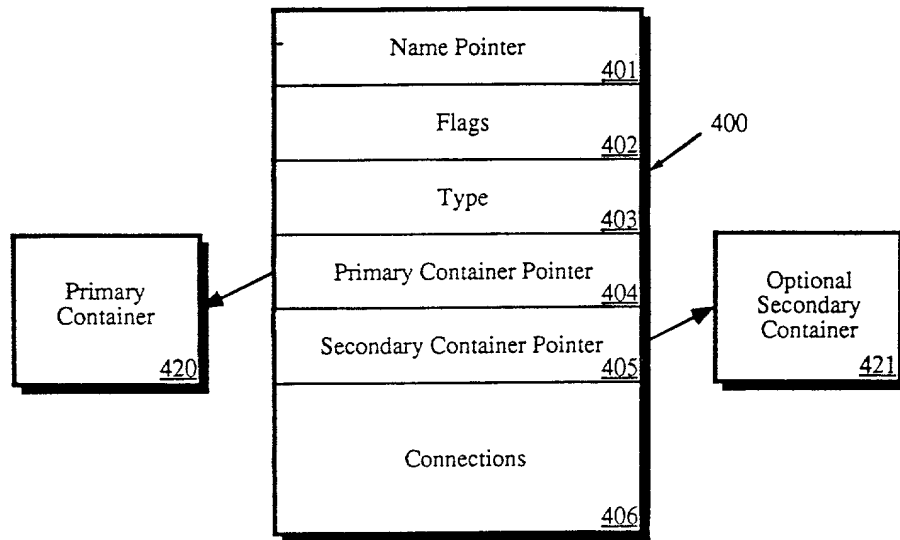 Name Pointer
401
Flags
402
400
Type
403
Primary Container Pointer
404
Primary
Container
420
Secondary Container Pointer
405
Optional
Secondary
Container
421
Connections
406